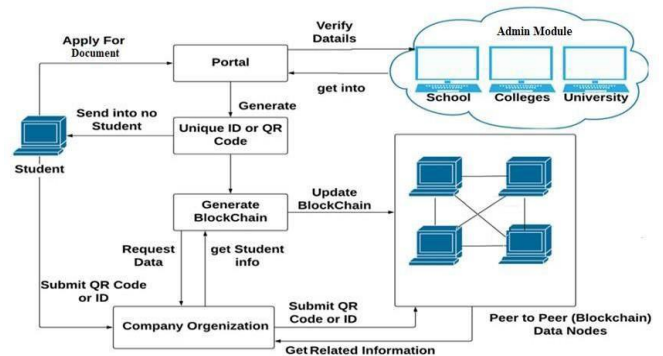 Apply For
Document
Portal
Verify
Datails
get into
Admin Module
School
Colleges
University
Generate
Send into no
Student
Unique ID or QR
Code
Student
Generate
BlockChain
Update
BlockChain
Request
Data
get Student
info
Submit QR Code
or ID
Company Orgenization
Submit QR
Code or ID
Peer to Peer (Blockchain)
Data Nodes
Get Related Information